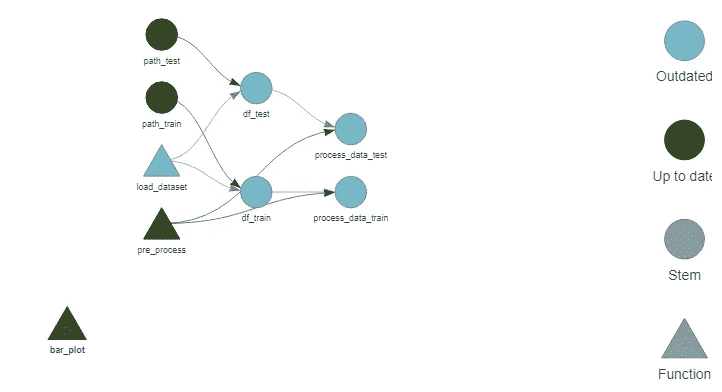 path_test
path_train
df_test
load_dataset
process_data_test
df_train
process_data_train
pre_process
bar_plot
Outdated
Up to date
Stem
Function